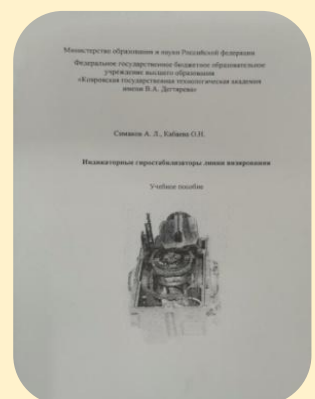 Министерство образования и науки Российской федерации
Федеральное государственное бюджетное образовательное
учреждение высшего образования
«Ковровская государственная технологическая академия
имени В.А. Дегтярева»
Семяков А. Л., Кабаева О.Н.
Индикаторные гиростабилизаторы линии визирования
Учебное пособие